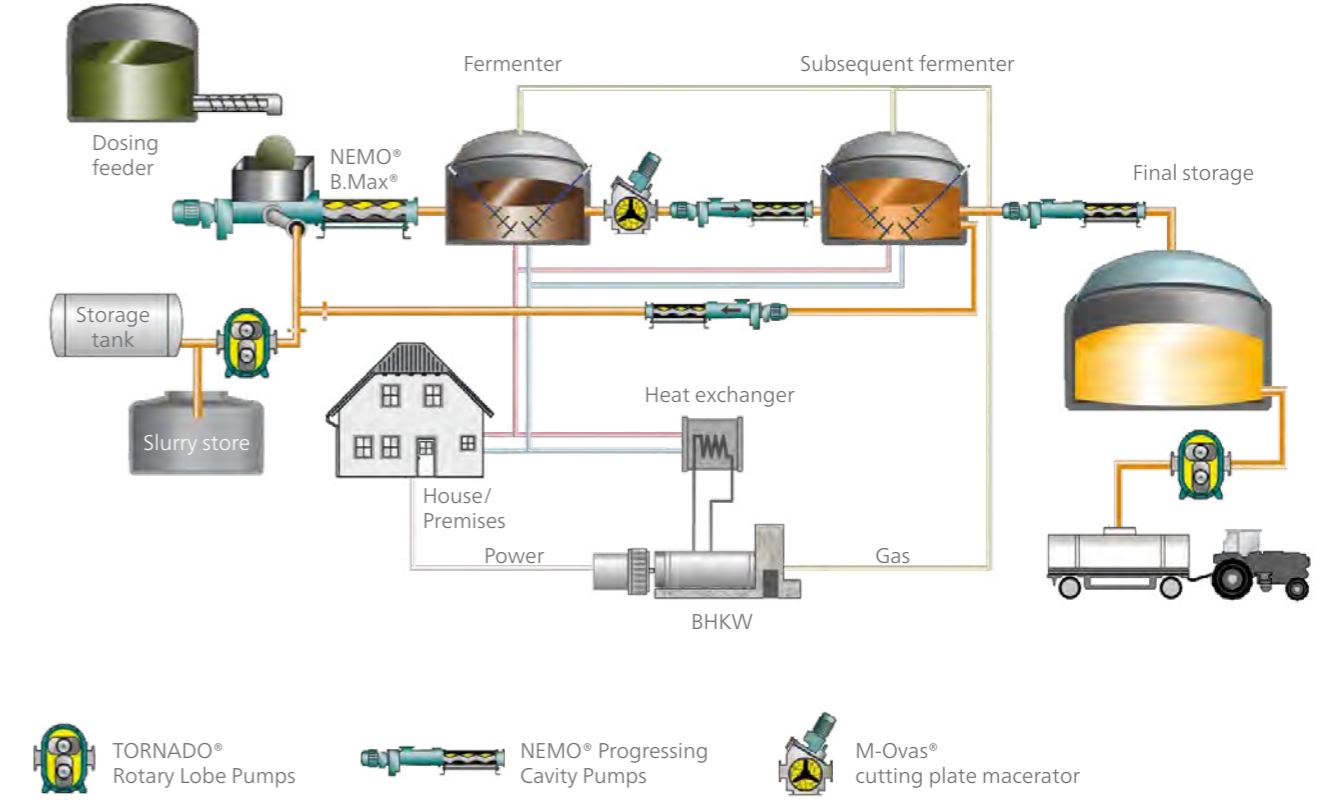 Fermenter
Subsequent fermenter
Dosing
feeder
NEMO®
B.Max®
Final storage
Storage
tank
Slurry store
Heat exchanger
House/
Premises
Power
Gas
BHKW
TORNADO®
Rotary Lobe Pumps
NEMO® Progressing
Cavity Pumps
M-Ovas®
cutting plate macerator